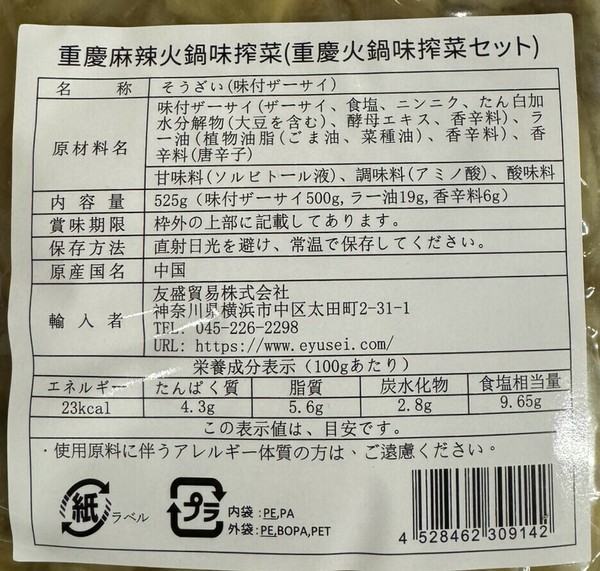 重慶麻辣火鍋味搾菜(重慶火鍋味搾菜セット)
名称 そうざい(味付ザーサイ)
原材料名 味付ザーサイ(ザーサイ、食塩、ニンニク、たん白加
水分解物(大豆を含む)、酵母エキス、香辛料)、ラ
ー油(植物油脂(ごま油、菜種油)、香辛料)、香
辛料(唐辛子)
甘味料(ソルビトール液)、調味料(アミノ酸)、酸味料
内容量 525g(味付ザーサイ500g,ラー油19g,香辛料6g)
賞味期限 枠外の上部に記載してあります。
保存方法 直射日光を避け、常温で保存してください。
原産国名 中国
輸入者 友盛貿易株式会社
神奈川県横浜市中区太田町2-31-1
TEL: 045-226-2298
URL: https://www.eyusei.com/
栄養成分表示(100gあたり)
エネルギー たんぱく質 脂質 炭水化物 食塩相当量
23kcal 4.3g 5.6g 2.8g 9.65g
この表示値は、目安です。
・使用原料に伴うアレルギー体質の方は、ご遠慮ください。
紙 ラベル
プラ 内袋:PE,PA
外袋:PE,BOPA,PET
4 528462 309142